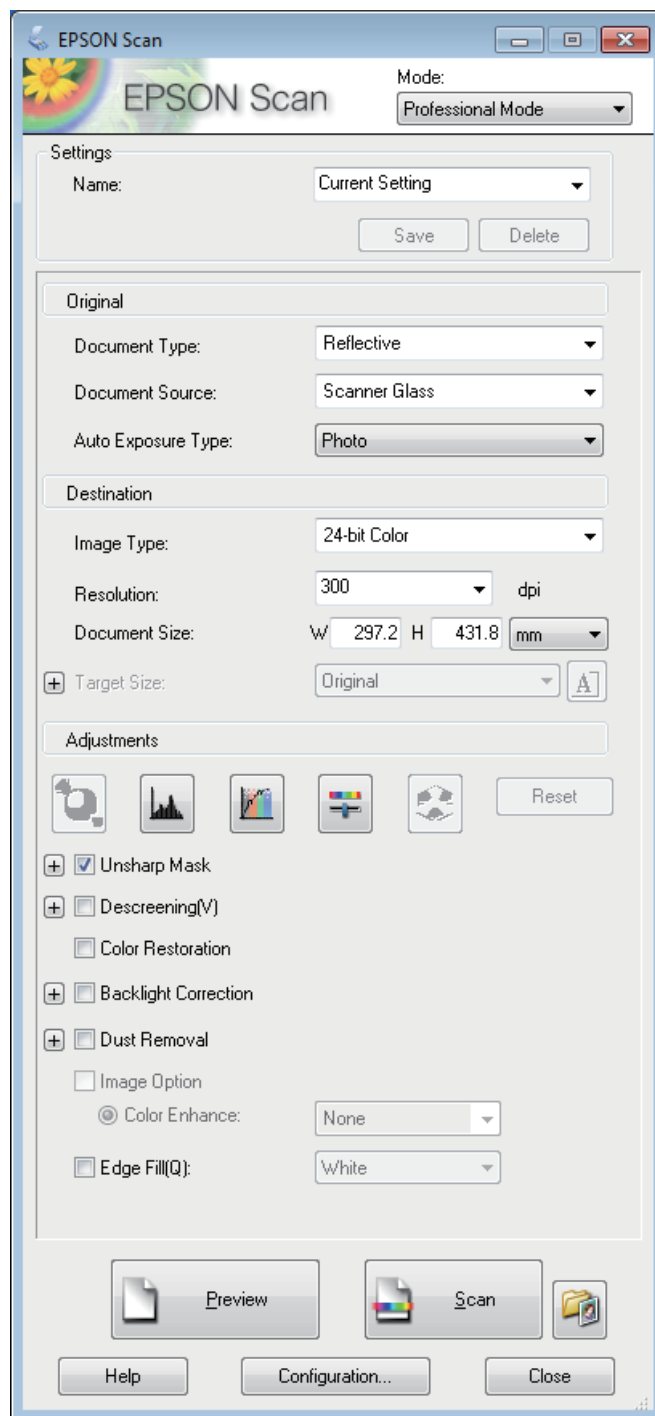 EPSON Scan
EPSON Scan
Mode:
Professional Mode
Settings
Name:
Current Setting
Save
Delete
Original
Document Type:
Reflective
Document Source:
Scanner Glass
Auto Exposure Type:
Photo
Destination
Image Type:
24-bit Color
Resolution:
300
dpi
Document Size:
W 297.2 H 431.8 mm
Target Size:
Original
A
Adjustments
Reset
Unsharp Mask
Descreening(V)
Color Restoration
Backlight Correction
Dust Removal
Image Option
Color Enhance:
None
Edge Fill(Q):
White
Preview
Scan
Help
Configuration...
Close